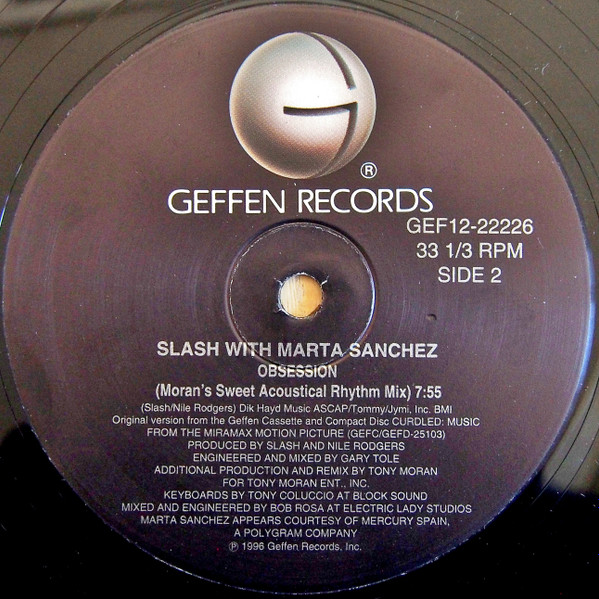 ®
GEFFEN RECORDS
GEF12-22226
33 1/3 RPM
SIDE 2
SLASH WITH MARTA SANCHEZ
OBSESSION
(Moran's Sweet Acoustical Rhythm Mix) 7:55
(Slash/Nile Rodgers) Dik Hayd Music ASCAP/Tommy/Jymi, Inc. BMI
Original version from the Geffen Cassette and Compact Disc CURDLED: MUSIC
FROM THE MIRAMAX MOTION PICTURE (GEFC/GEFD-25103)
PRODUCED BY SLASH AND NILE RODGERS
ENGINEERED AND MIXED BY GARY TOLE
ADDITIONAL PRODUCTION AND REMIX BY TONY MORAN
FOR TONY MORAN ENT., INC.
KEYBOARDS BY TONY COLUCCIO AT BLOCK SOUND
MIXED AND ENGINEERED BY BOB ROSA AT ELECTRIC LADY STUDIOS
MARTA SANCHEZ APPEARS COURTESY OF MERCURY SPAIN,
A POLYGRAM COMPANY
℗ 1996 Geffen Records, Inc.